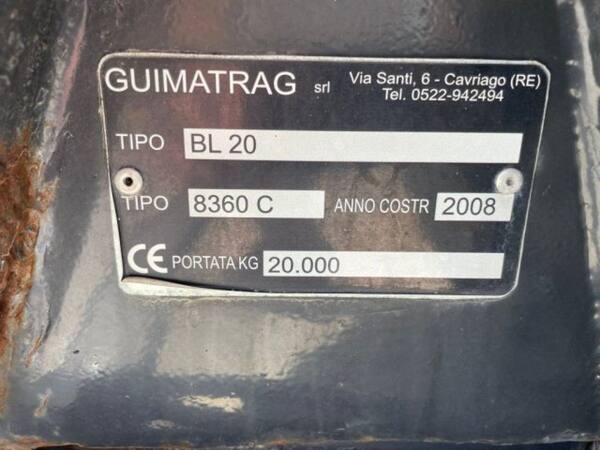 GUIMATRAG srl Via Santi, 6 - Cavriago (RE)
Tel. 0522-942494
TIPO BL 20
TIPO 8360 C ANNO COSTR 2008
CE PORTATA KG 20.000